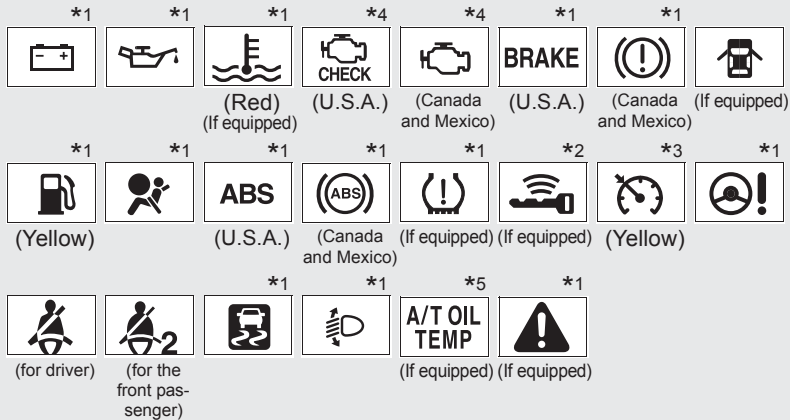 *1 *1 *1 *4 *4 *1 *1
- +
CHECK
BRAKE
(Red)
(If equipped)
(U.S.A.)
(Canada
and Mexico)
(U.S.A.)
(Canada
and Mexico)
(If equipped)
*1 *1 *1 *1 *1 *2 *3 *1
ABS
ABS
(Yellow)
(U.S.A.)
(Canada
and Mexico)
(If equipped)
(If equipped)
(Yellow)
*1 *1 *5 *1
2
A/T OIL
TEMP
(for driver)
(for the
front pas-
senger)
(If equipped)
(If equipped)